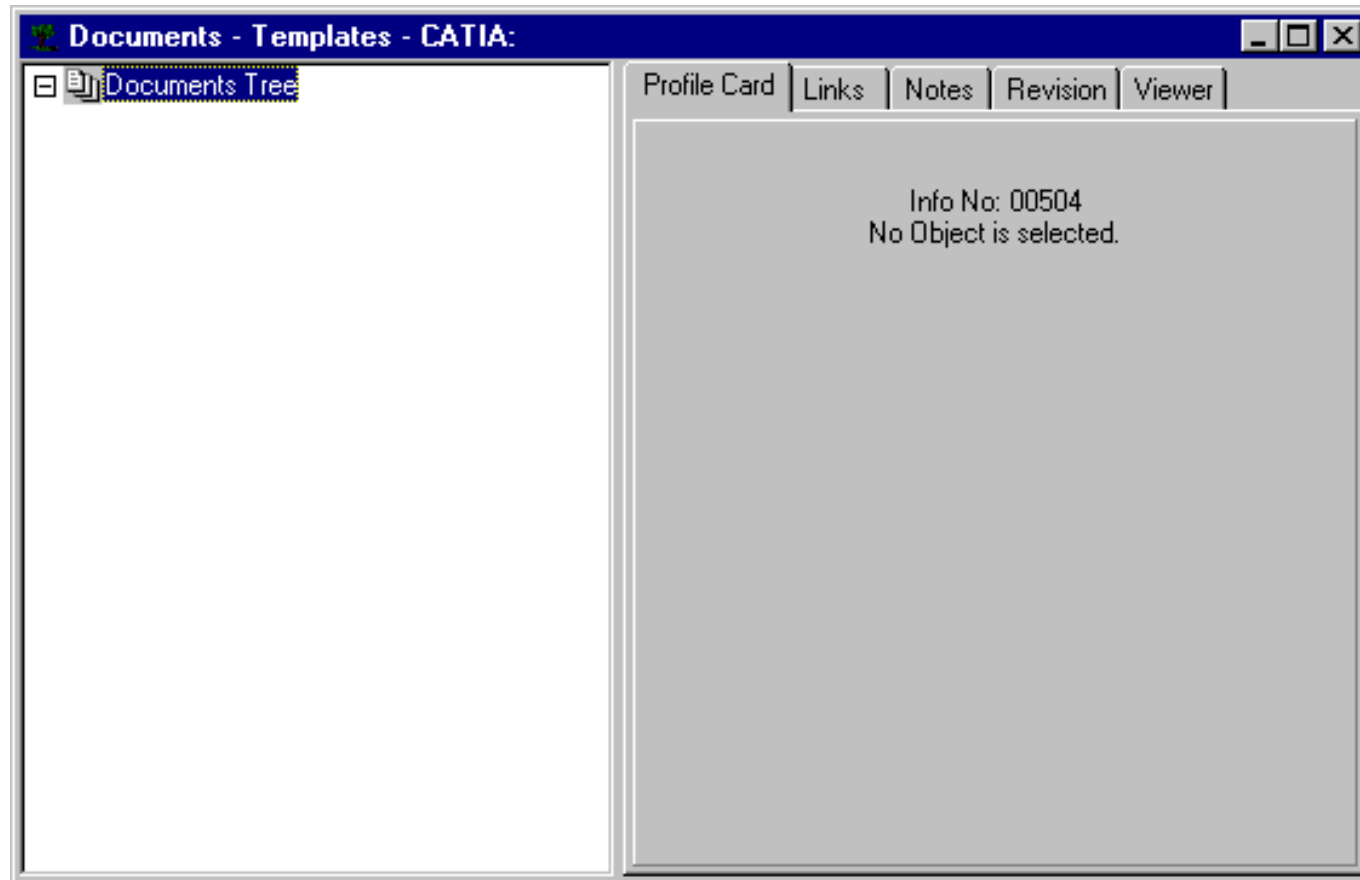 Documents - Templates - CATIA:
Documents Tree
Profile Card
Links
Notes
Revision
Viewer
Info No: 00504
No Object is selected.